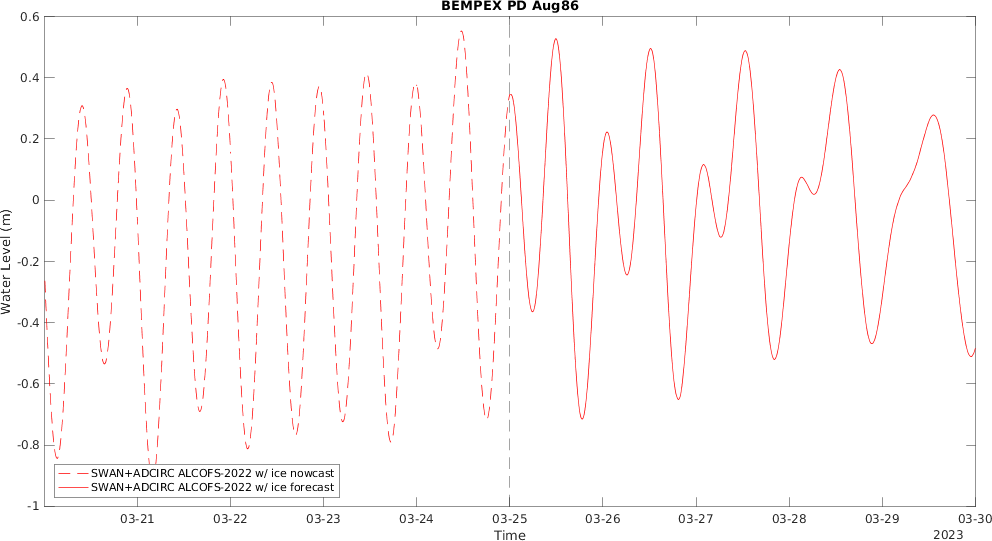 BEMPEX PD Aug86
0.6
0.4
0.2
0
-0.2
-0.4
-0.6
-0.8
-1
Water Level (m)
SWAN+ADCIRC ALCOFS-2022 w/ ice nowcast
SWAN+ADCIRC ALCOFS-2022 w/ ice forecast
03-21 03-22 03-23 03-24 03-25 03-26 03-27 03-28 03-29 03-30
Time
2023